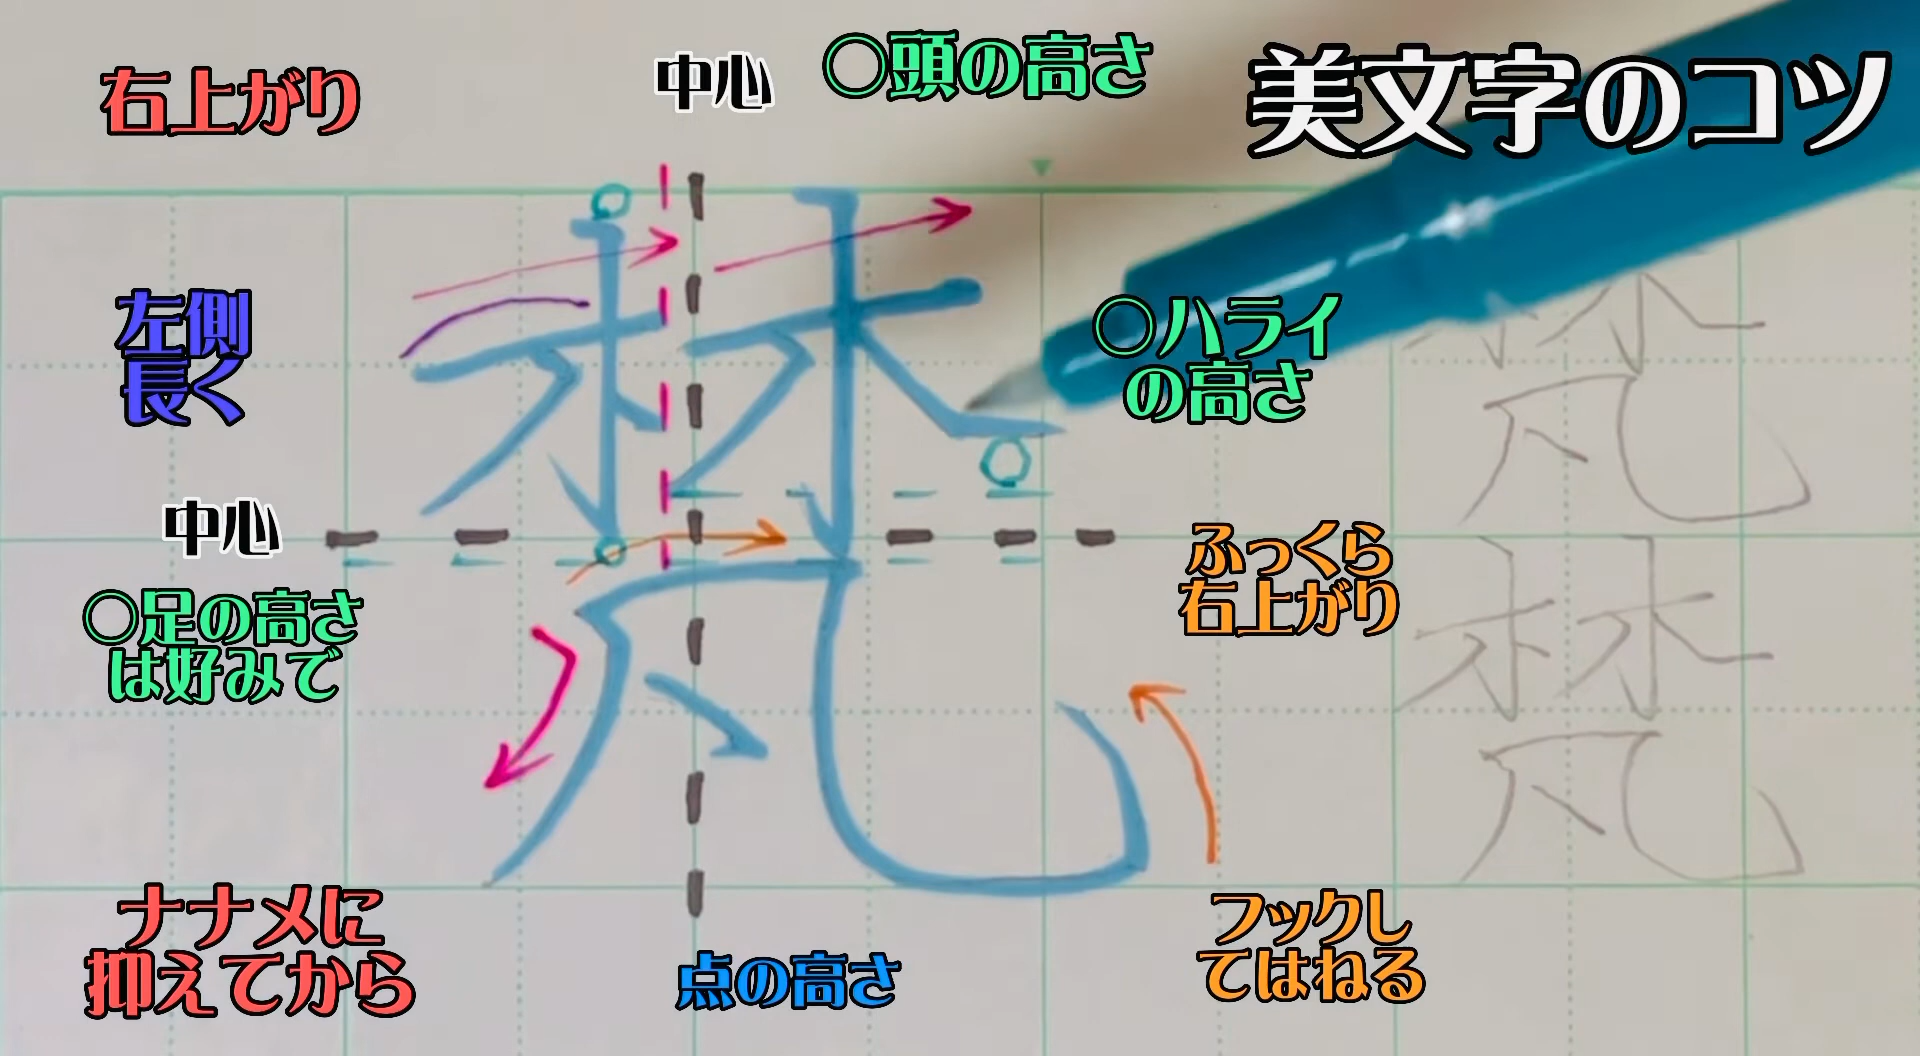 右上がり
中心
○頭の高さ
美文字のコツ
左側
長く
○ハライ
の高さ
中心
○足の高さ
は好みで
ふっくら
右上がり
ナナメに
抑えてから
点の高さ
フックし
てはねる
梵
梵
梵